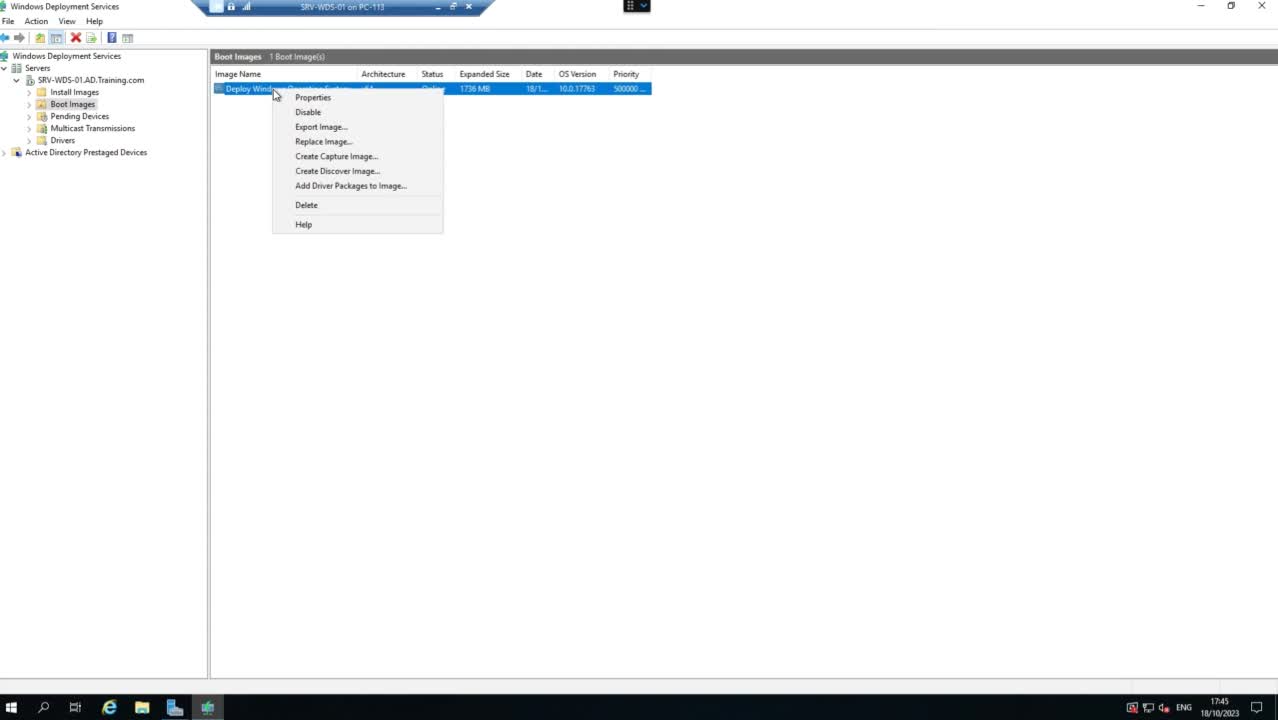 Windows Deployment Services
SRV-WDS-01 on PC-113
File Action View Help
Windows Deployment Services
Servers
SRV-WDS-01.AD.Training.com
Install Images
Boot Images
Pending Devices
Multicast Transmissions
Drivers
Active Directory Prestaged Devices
Boot Images 1 Boot Image(s)
Image Name Architecture Status Expanded Size Date OS Version Priority
Deploy Windows Operating System 1736 MB 18/1... 10.0.17763 500000 ...
Properties
Disable
Export Image...
Replace Image...
Create Capture Image...
Create Discover Image...
Add Driver Packages to Image...
Delete
Help
ENG
17:45
18/10/2023